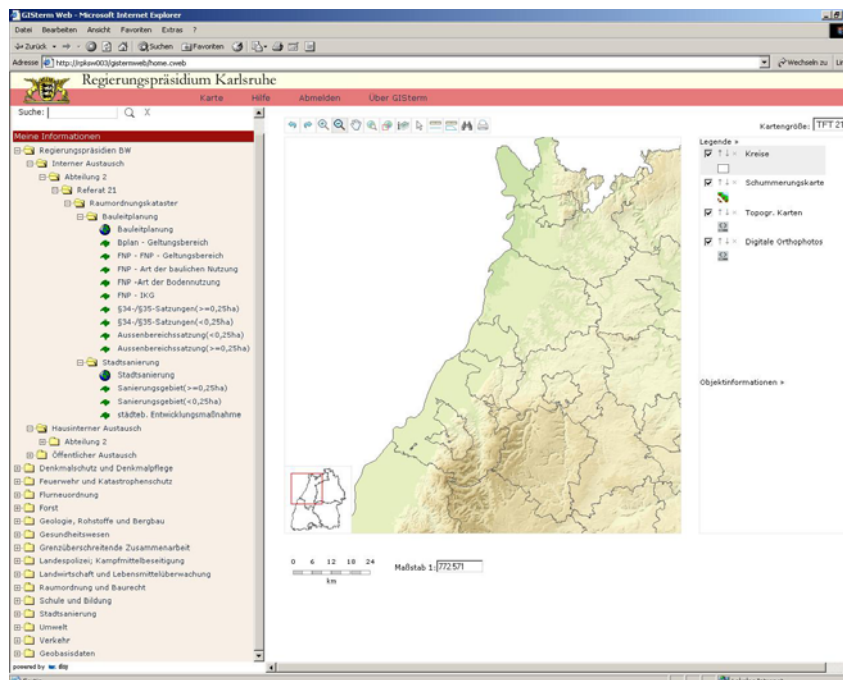 GISterm Web - Microsoft Internet Explorer
Datei Bearbeiten Ansicht Favoriten Extras ?
Zurück Suchen Favoriten
Adresse http://rpksw003/gistermweb/home.cweb Wechseln zu
Regierungspräsidium Karlsruhe
Karte Hilfe Abmelden Über GISterm
Suche: X
Kartengröße: TFT 21
Meine Informationen
Regierungspräsidien BW
Interner Austausch
Abteilung 2
Referat 21
Raumordnungskataster
Bauleitplanung
Bauleitplanung
Bplan - Geltungsbereich
FNP - FNP - Geltungsbereich
FNP - Art der baulichen Nutzung
FNP -Art der Bodennutzung
FNP - IKG
§34-/§35-Satzungen(>=0,25ha)
§34-/§35-Satzungen(<0,25ha)
Aussenbereichssatzung(<0,25ha)
Aussenbereichssatzung(>=0,25ha)
Stadtsanierung
Stadtsanierung
Sanierungsgebiet(>=0,25ha)
Sanierungsgebiet(<0,25ha)
städteb. Entwicklungsmaßnahme
Hausinterner Austausch
Abteilung 2
Öffentlicher Austausch
Denkmalschutz und Denkmalpflege
Feuerwehr und Katastrophenschutz
Flurneuordnung
Forst
Geologie, Rohstoffe und Bergbau
Gesundheitswesen
Grenzüberschreitende Zusammenarbeit
Landespolizei; Kampfmittelbeseitigung
Landwirtschaft und Lebensmittelüberwachung
Raumordnung und Baurecht
Schule und Bildung
Stadtsanierung
Umwelt
Verkehr
Geobasisdaten
powered by disy
Legende »
Kreise
Schummerungskarte
Topogr. Karten
Digitale Orthophotos
Objektinformationen »
0 6 12 18 24
km
Maßstab 1: 772.571